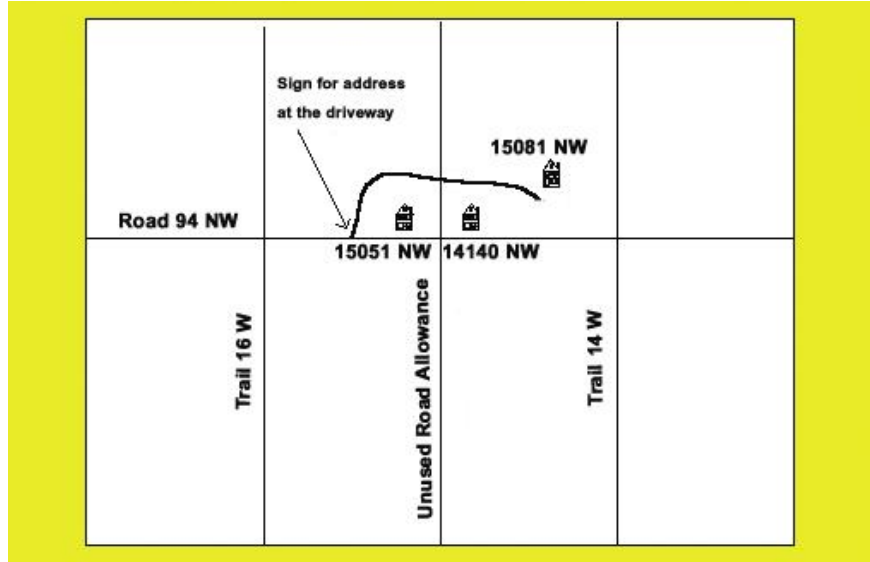 Sign for address
at the driveway
15081 NW
Road 94 NW
15051 NW
14140 NW
Trail 16 W
Unused Road Allowance
Trail 14 W